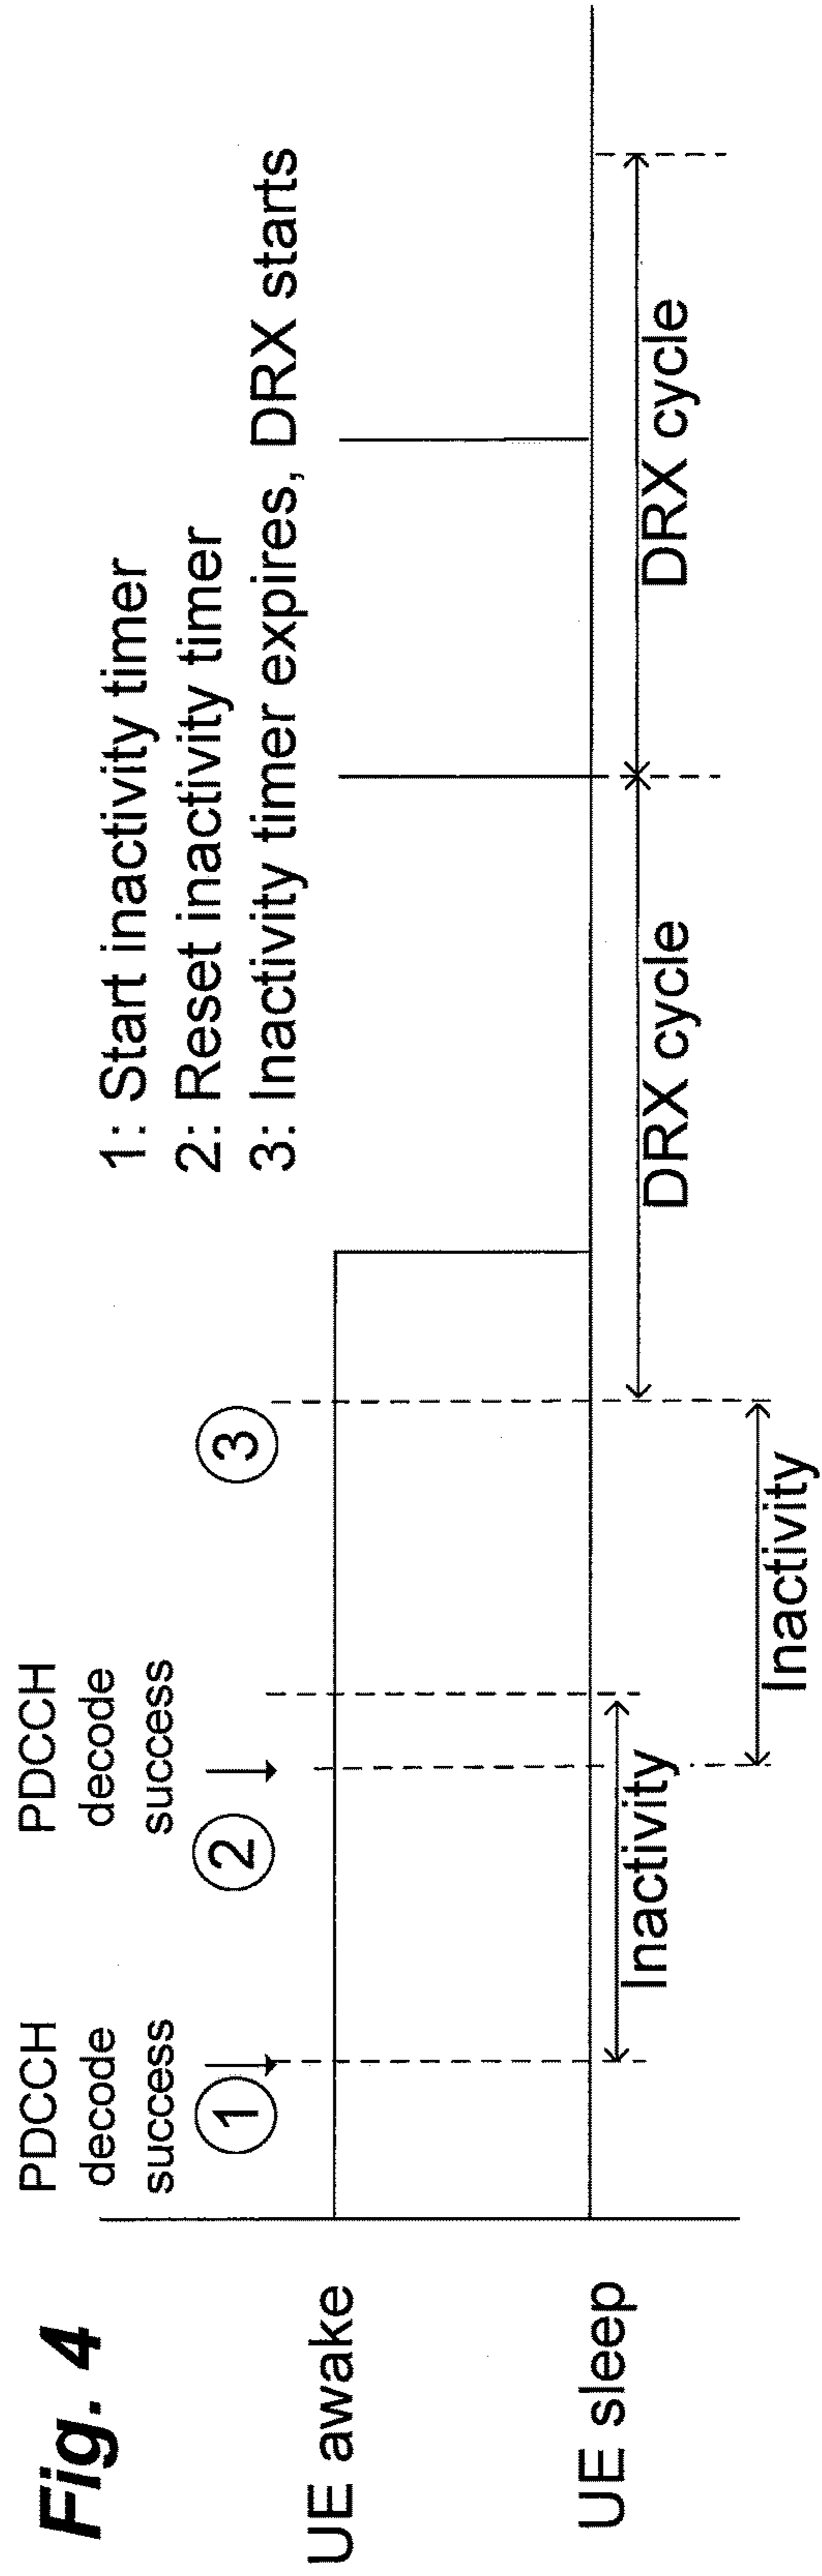 Fig. 4
PDCCH
decode
success
1
PDCCH
decode
success
2
3
1: Start inactivity timer
2: Reset inactivity timer
3: Inactivity timer expires, DRX starts
UE awake
UE sleep
Inactivity
Inactivity
DRX cycle
DRX cycle